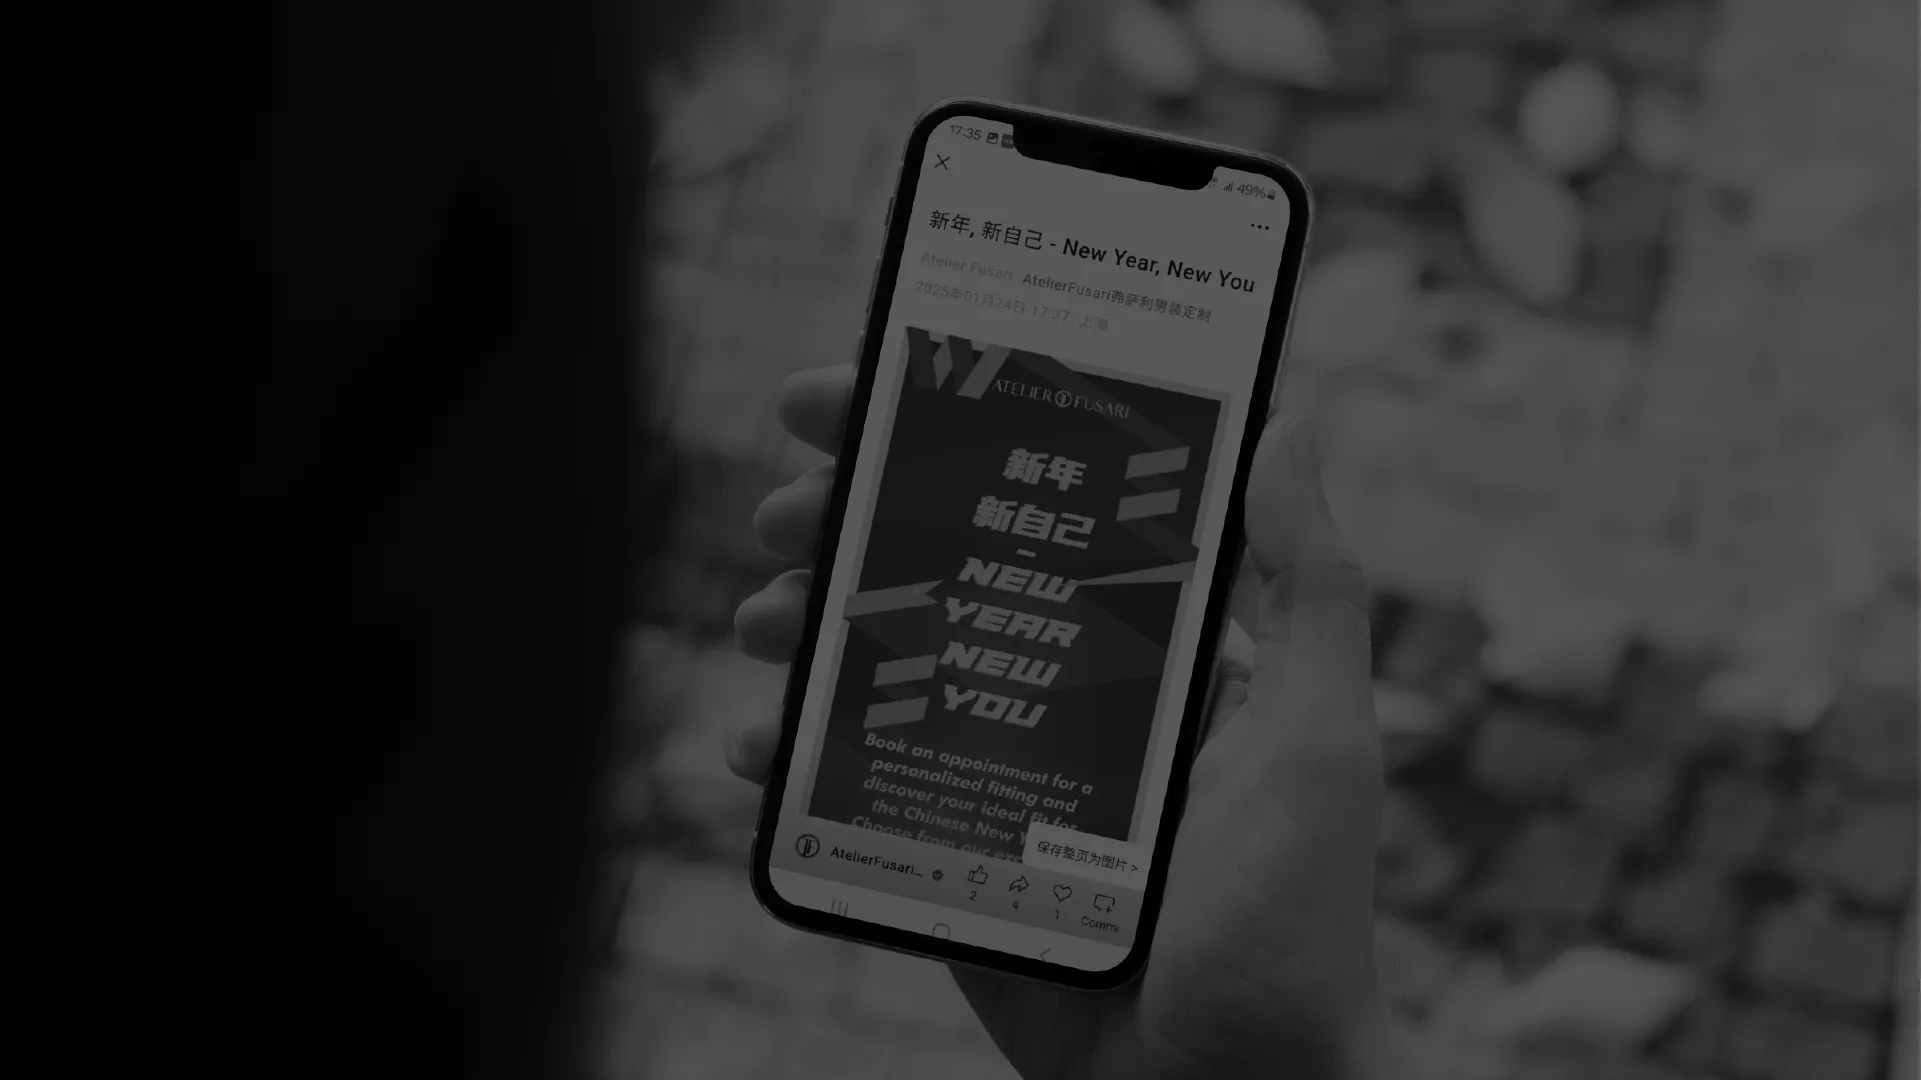 17:35
49%
新年, 新自己 - New Year, New You
Atelier Fusari AtelierFusari弗萨利男装定制
2025年01月24日 17:37 上海
ATELIER FUSARI
新年
新自己
-
NEW
YEAR
NEW
YOU
Book an appointment for a
personalized fitting and
discover your ideal fit for
the Chinese New Y
Choose from our exc
保存整页为图片 >
AtelierFusari...
2
4
1
Comm